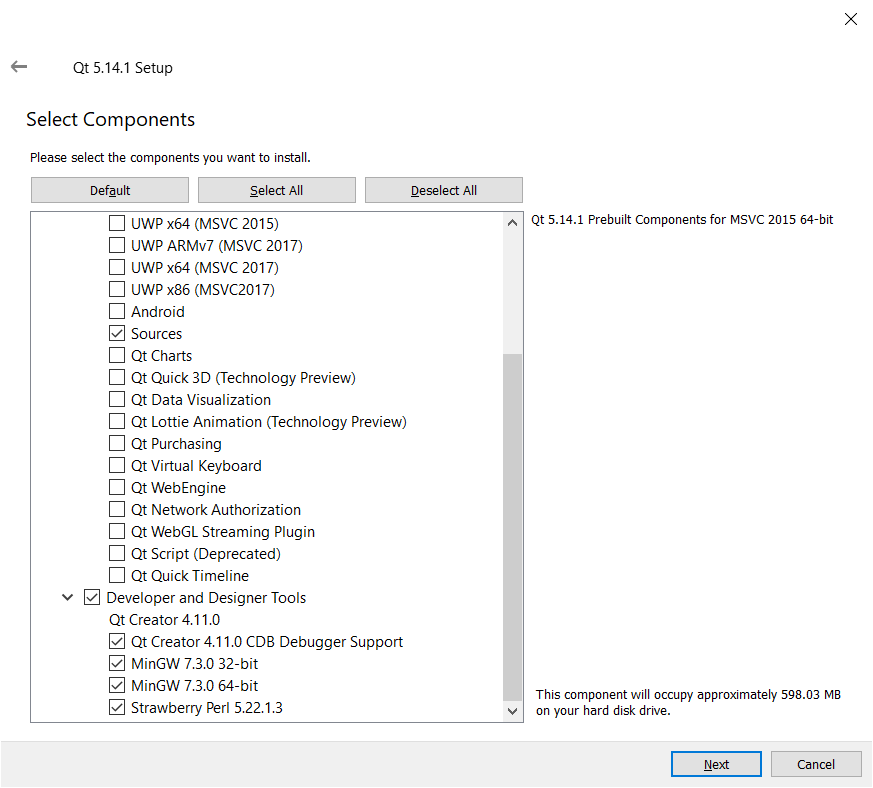 Qt 5.14.1 Setup
Select Components
Please select the components you want to install.
Default
Select All
Deselect All
UWP x64 (MSVC 2015)
UWP ARMv7 (MSVC 2017)
UWP x64 (MSVC 2017)
UWP x86 (MSVC2017)
Android
Sources
Qt Charts
Qt Quick 3D (Technology Preview)
Qt Data Visualization
Qt Lottie Animation (Technology Preview)
Qt Purchasing
Qt Virtual Keyboard
Qt WebEngine
Qt Network Authorization
Qt WebGL Streaming Plugin
Qt Script (Deprecated)
Qt Quick Timeline
Developer and Designer Tools
Qt Creator 4.11.0
Qt Creator 4.11.0 CDB Debugger Support
MinGW 7.3.0 32-bit
MinGW 7.3.0 64-bit
Strawberry Perl 5.22.1.3
Qt 5.14.1 Prebuilt Components for MSVC 2015 64-bit
This component will occupy approximately 598.03 MB
on your hard disk drive.
Next
Cancel